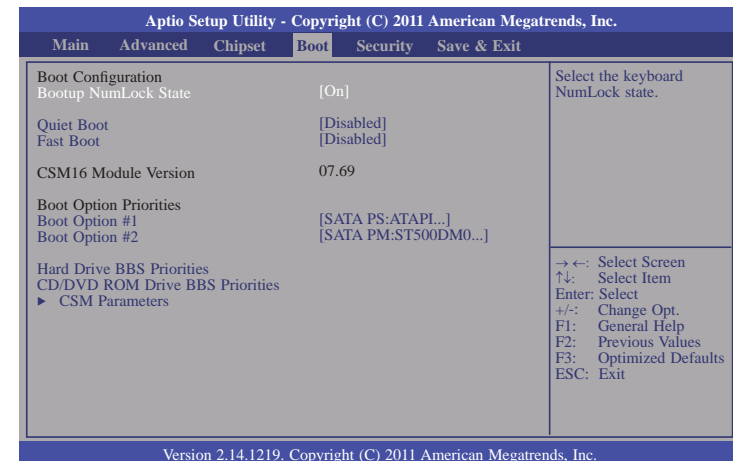 Aptio Setup Utility - Copyright (C) 2011 American Megatrends, Inc.
Main Advanced Chipset Boot Security Save & Exit
Boot Configuration
Bootup NumLock State [On]
Quiet Boot [Disabled]
Fast Boot [Disabled]
CSM16 Module Version 07.69
Boot Option Priorities
Boot Option #1 [SATA PS:ATAPI...]
Boot Option #2 [SATA PM:ST500DM0...]
Hard Drive BBS Priorities
CD/DVD ROM Drive BBS Priorities
▶ CSM Parameters
Select the keyboard
NumLock state.
→←: Select Screen
↑↓: Select Item
Enter: Select
+/-: Change Opt.
F1: General Help
F2: Previous Values
F3: Optimized Defaults
ESC: Exit
Version 2.14.1219. Copyright (C) 2011 American Megatrends, Inc.